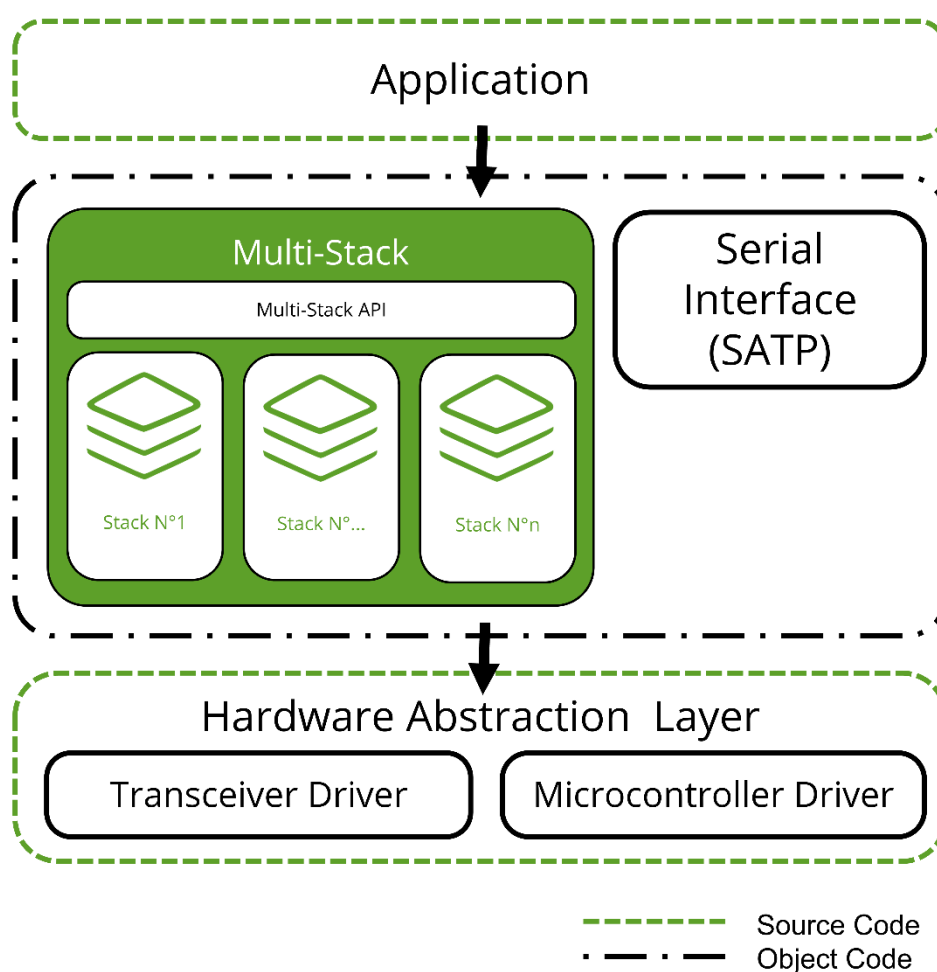 Application
Multi-Stack
Multi-Stack API
Stack N°1
Stack N°...
Stack N°n
Serial
Interface
(SATP)
Hardware Abstraction Layer
Transceiver Driver
Microcontroller Driver
Source Code
Object Code